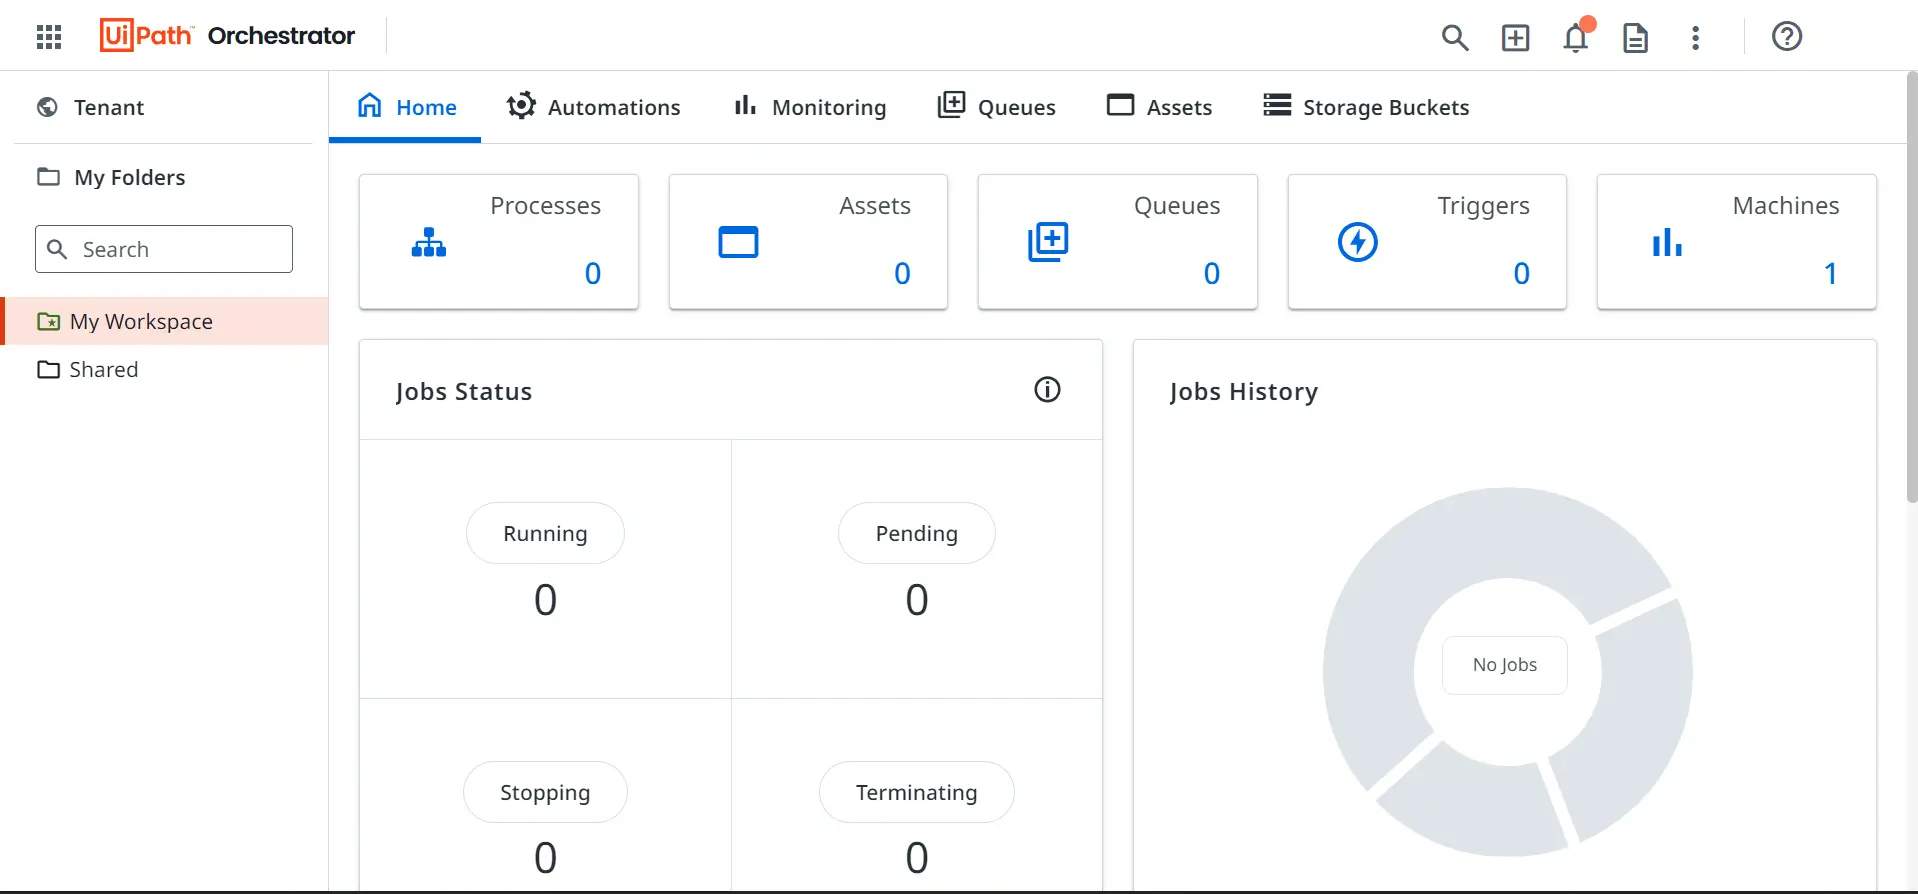 UiPath™ Orchestrator
Tenant
My Folders
Search
My Workspace
Shared
Home
Automations
Monitoring
Queues
Assets
Storage Buckets
Processes
0
Assets
0
Queues
0
Triggers
0
Machines
1
Jobs Status
Running
0
Pending
0
Stopping
0
Terminating
0
Jobs History
No Jobs